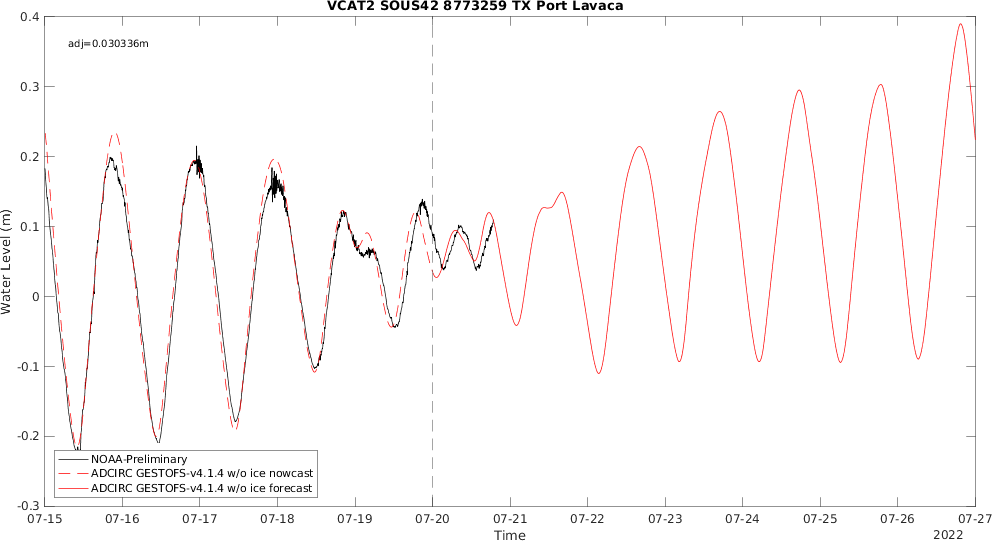 VCAT2 SOUS42 8773259 TX Port Lavaca
adj=0.030336m
0.4
0.3
0.2
0.1
0
-0.1
-0.2
-0.3
Water Level (m)
NOAA-Preliminary
ADCIRC GESTOFS-v4.1.4 w/o ice nowcast
ADCIRC GESTOFS-v4.1.4 w/o ice forecast
07-15 07-16 07-17 07-18 07-19 07-20 07-21 07-22 07-23 07-24 07-25 07-26 07-27
Time
2022